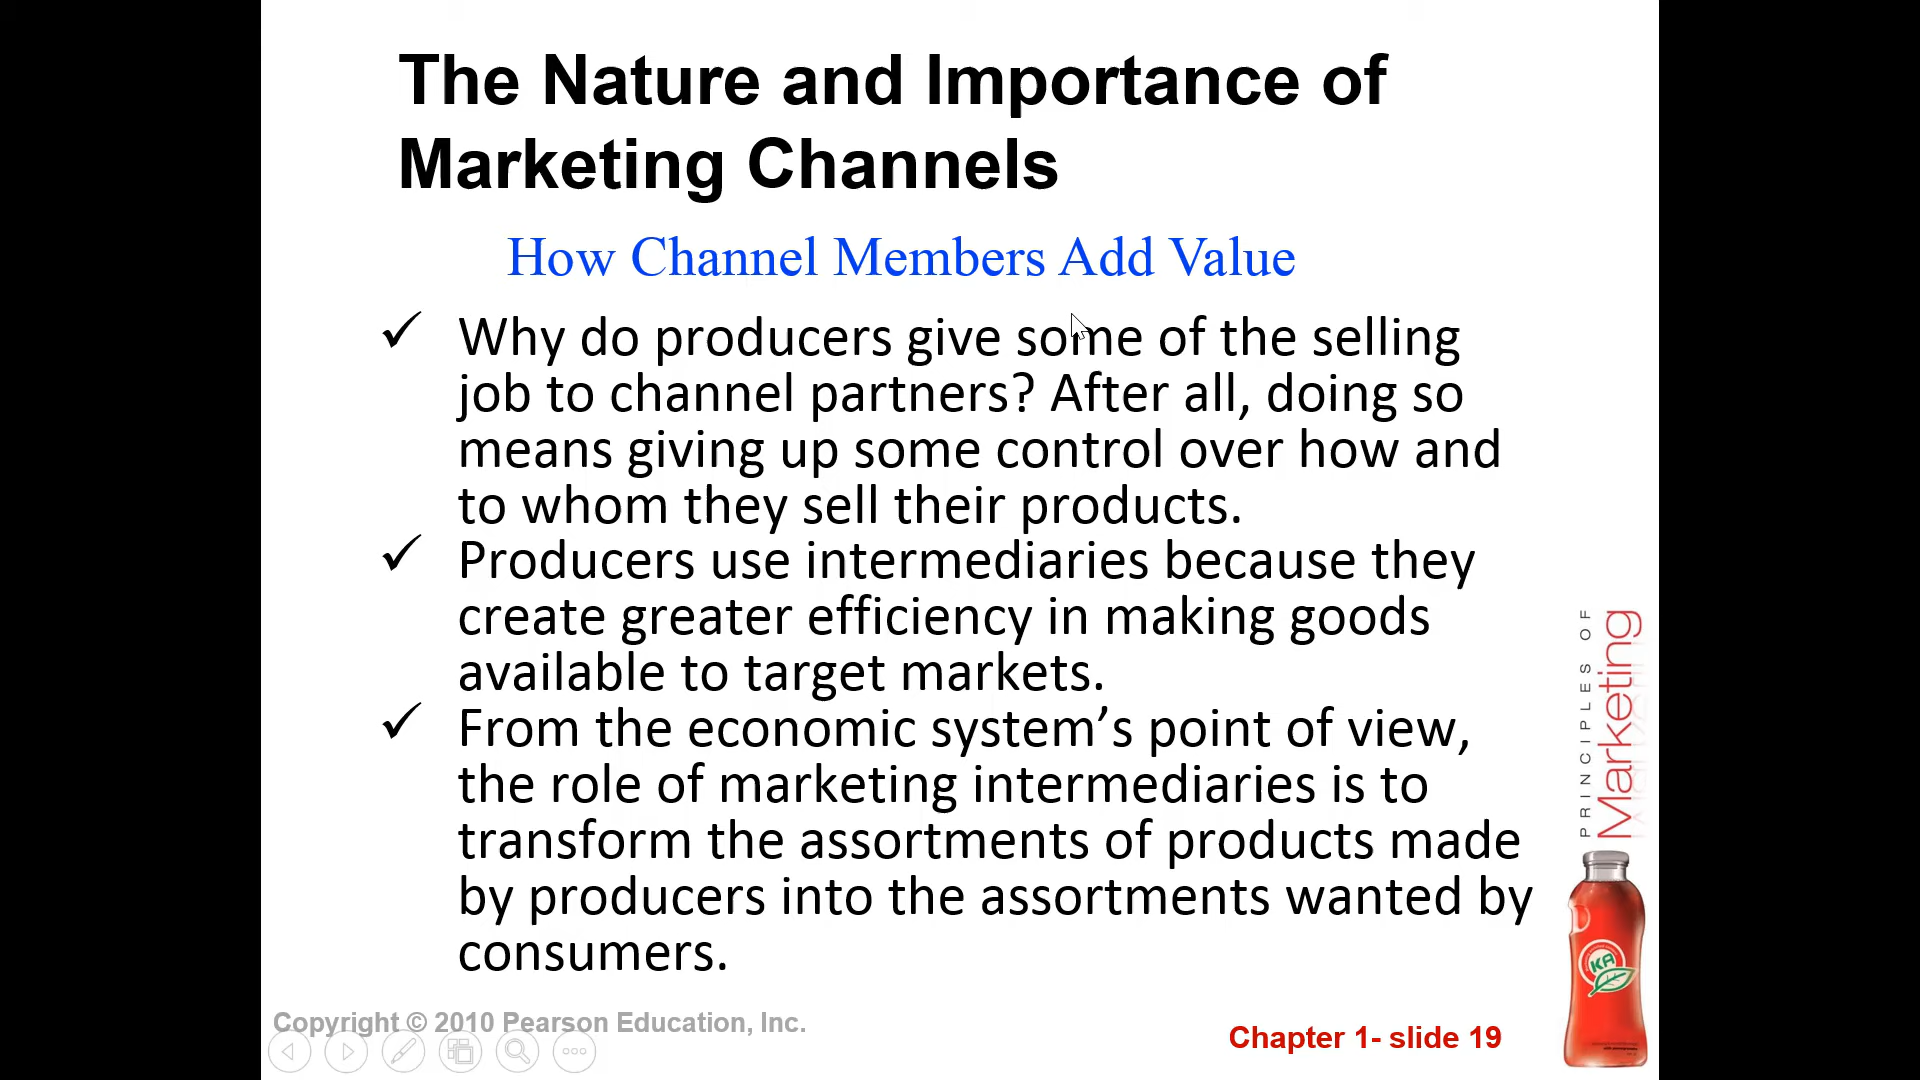 The Nature and Importance of
Marketing Channels
How Channel Members Add Value
Why do producers give some of the selling
job to channel partners? After all, doing so
means giving up some control over how and
to whom they sell their products.
Producers use intermediaries because they
create greater efficiency in making goods
available to target markets.
From the economic system’s point of view,
the role of marketing intermediaries is to
transform the assortments of products made
by producers into the assortments wanted by
consumers.
PRINCIPLES OF
Marketing
KA
Copyright © 2010 Pearson Education, Inc.
Chapter 1- slide 19